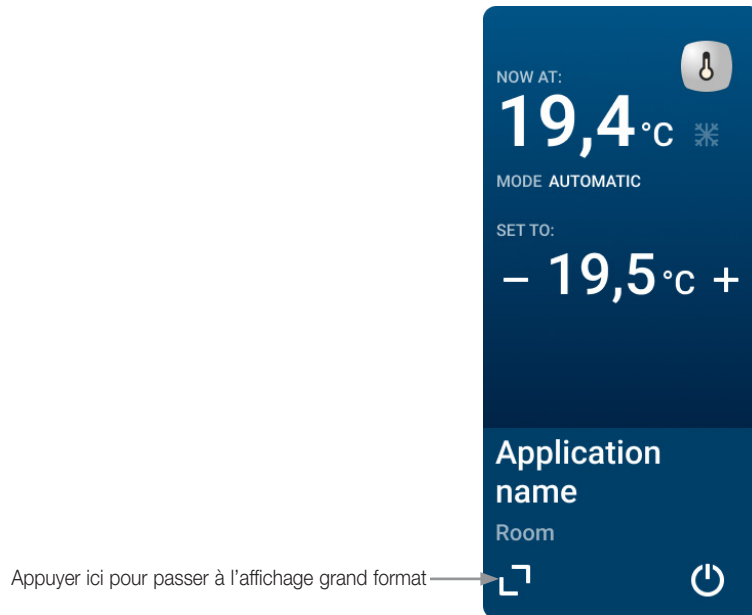 NOW AT:
19,4 °C
MODE AUTOMATIC
SET TO:
– 19,5 °C +
Application
name
Room
Appuyer ici pour passer à l’affichage grand format